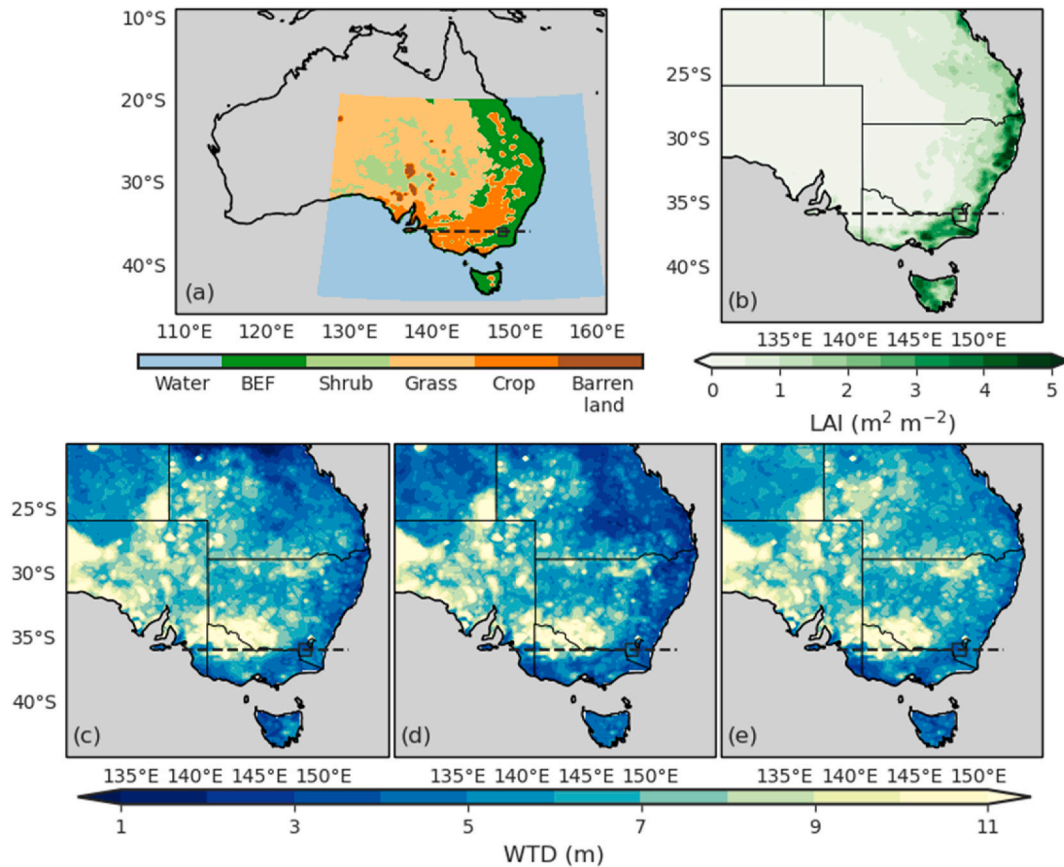 10°S
20°S
30°S
40°S
(a)
110°E 120°E 130°E 140°E 150°E 160°E
Water BEF Shrub Grass Crop Barren
land
25°S
30°S
35°S
40°S
(b)
135°E 140°E 145°E 150°E
0 1 2 3 4 5
LAI (m² m⁻²)
25°S
30°S
35°S
40°S
(c) (d) (e)
135°E 140°E 145°E 150°E 135°E 140°E 145°E 150°E 135°E 140°E 145°E 150°E
1 3 5 7 9 11
WTD (m)